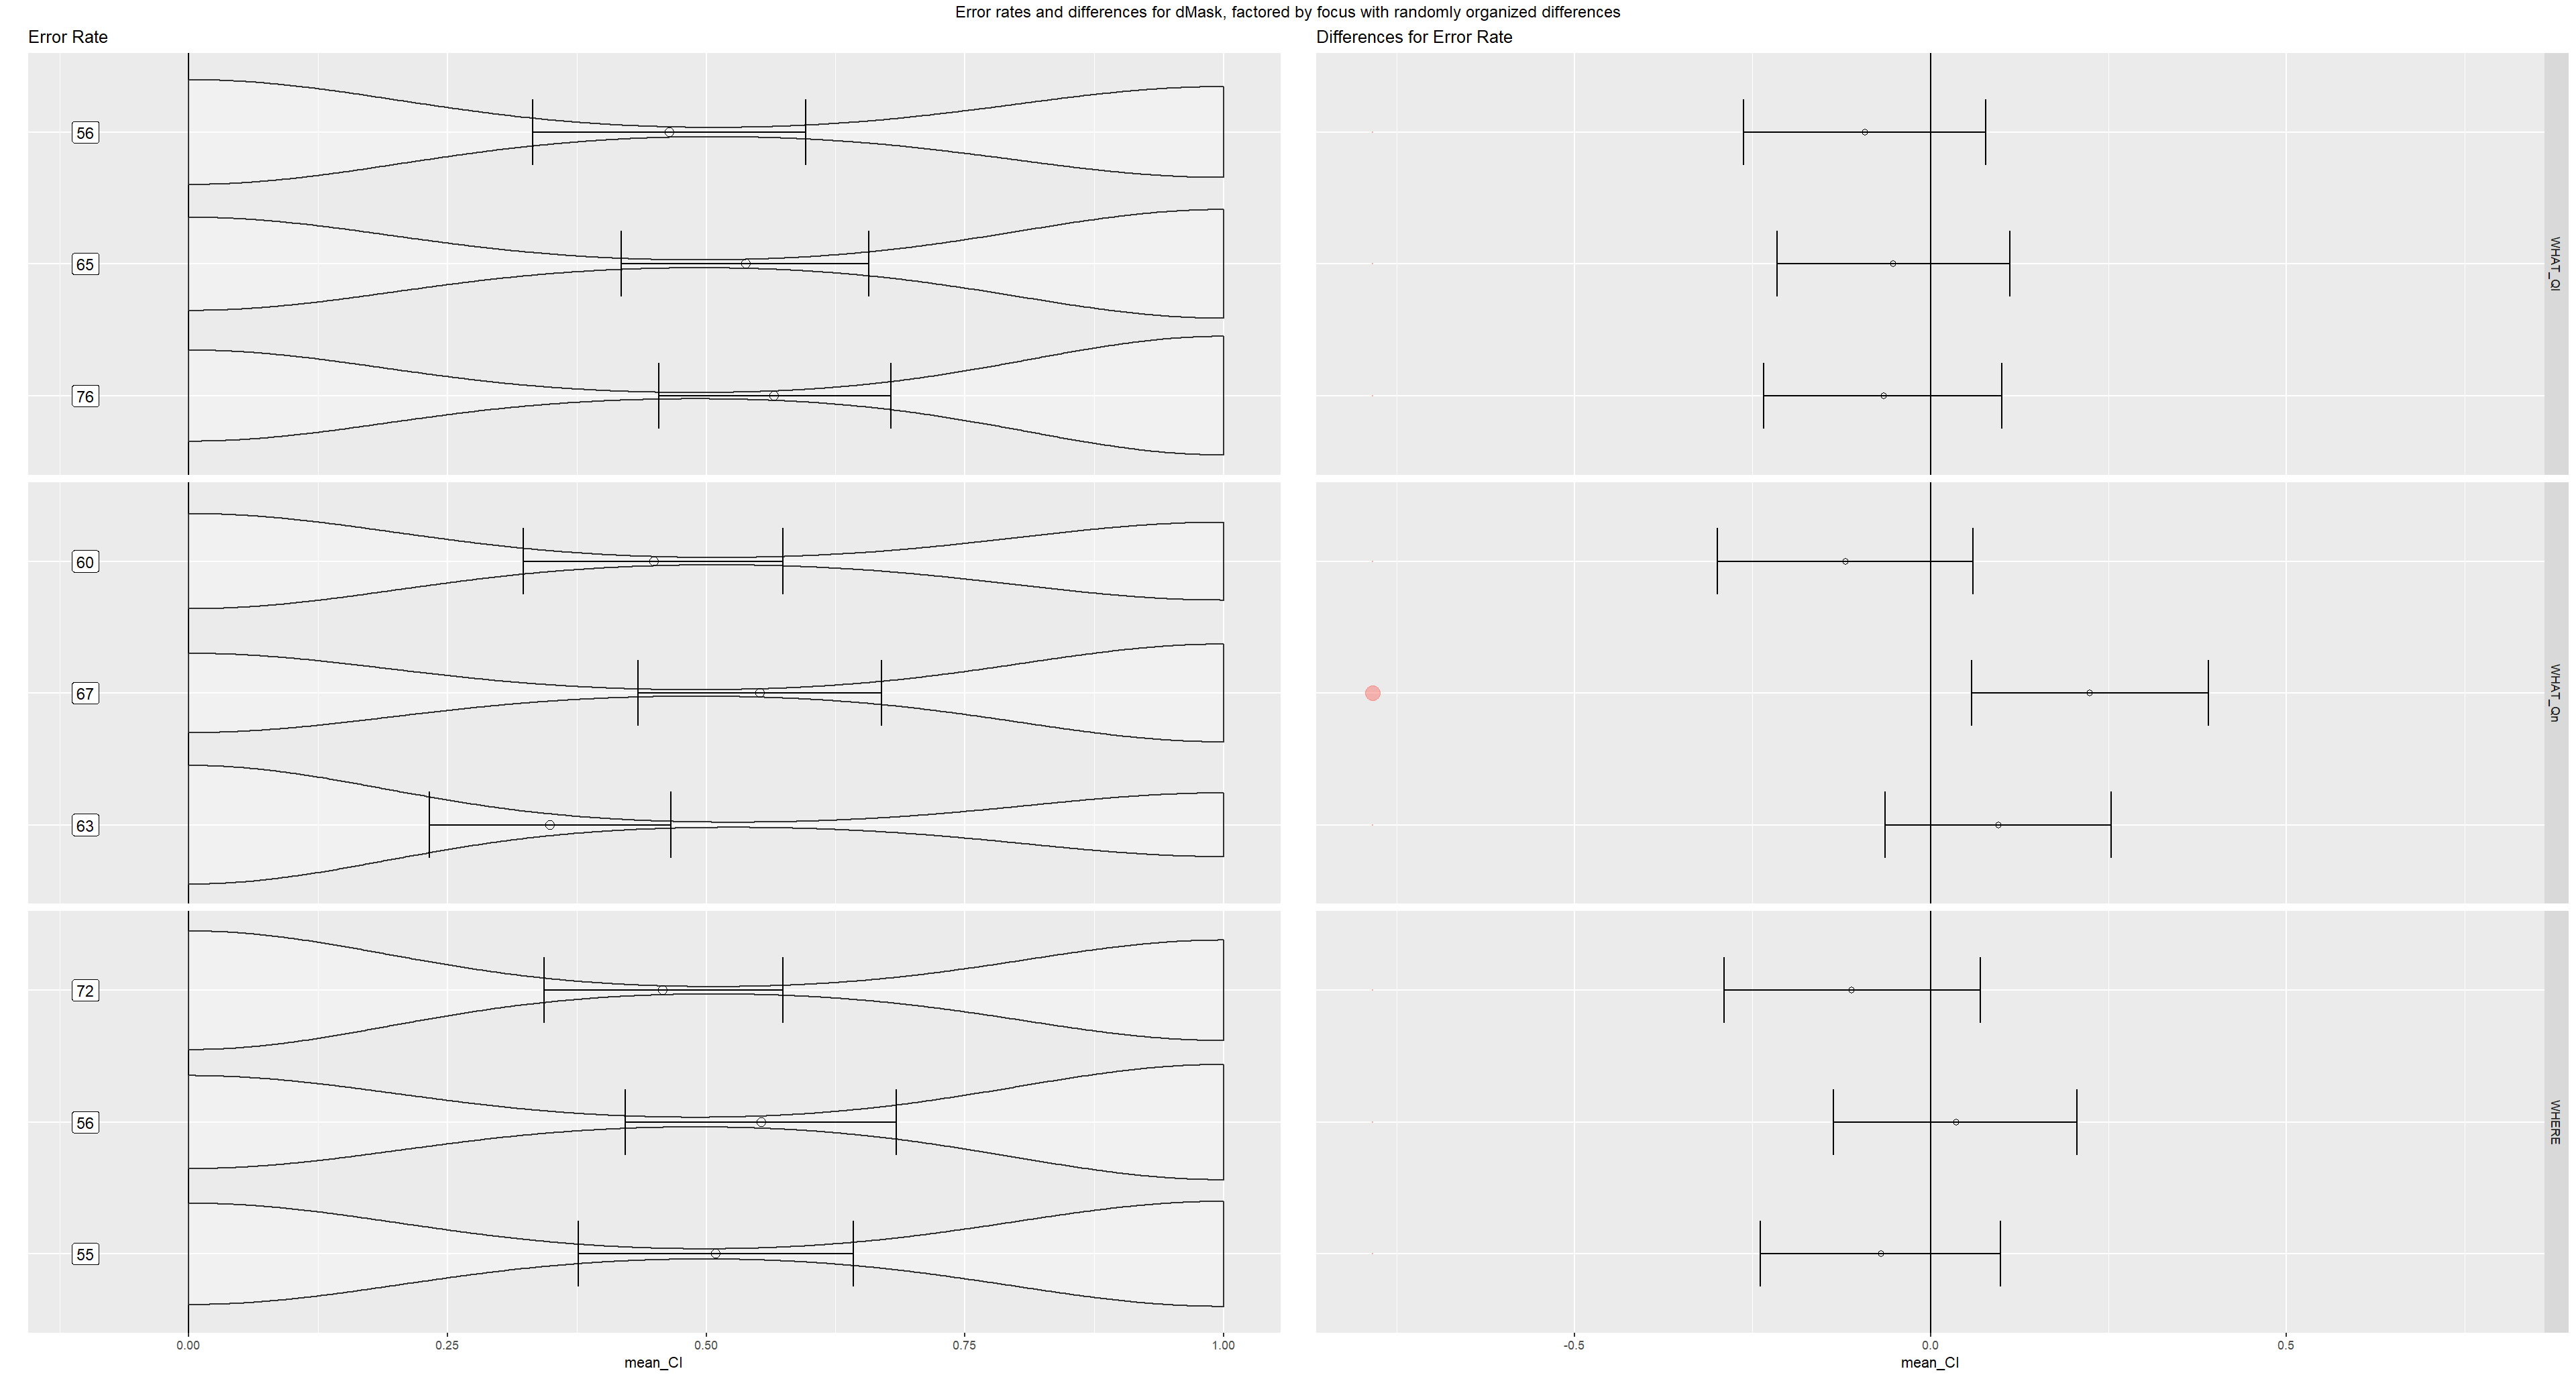 Error rates and differences for dMask, factored by focus with randomly organized differences
Error Rate
56
65
76
60
67
63
72
56
55
0.00 0.25 0.50 0.75 1.00
mean_CI
Differences for Error Rate
WHAT_Ql
WHAT_Qn
WHERE
-0.5 0.0 0.5
mean_CI